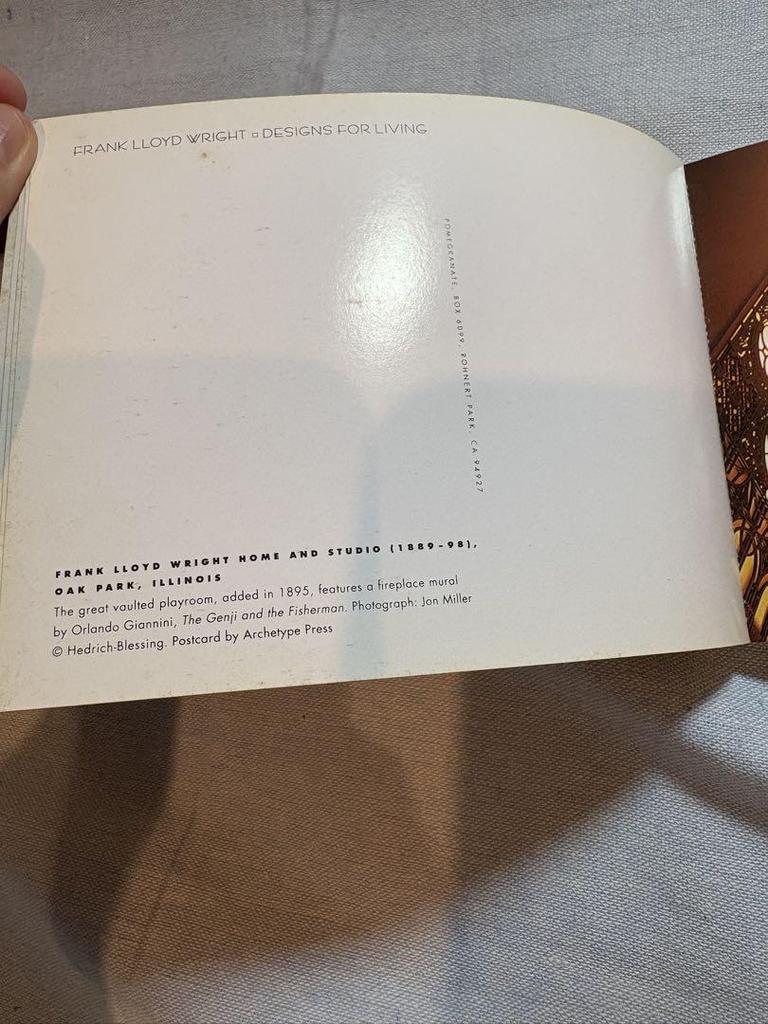 FRANK LLOYD WRIGHT ▫ DESIGNS FOR LIVING
POMEGRANATE, BOX 6099, ROHNERT PARK, CA 94927
FRANK LLOYD WRIGHT HOME AND STUDIO (1889–98),
OAK PARK, ILLINOIS
The great vaulted playroom, added in 1895, features a fireplace mural
by Orlando Giannini, The Genji and the Fisherman. Photograph: Jon Miller
© Hedrich-Blessing. Postcard by Archetype Press